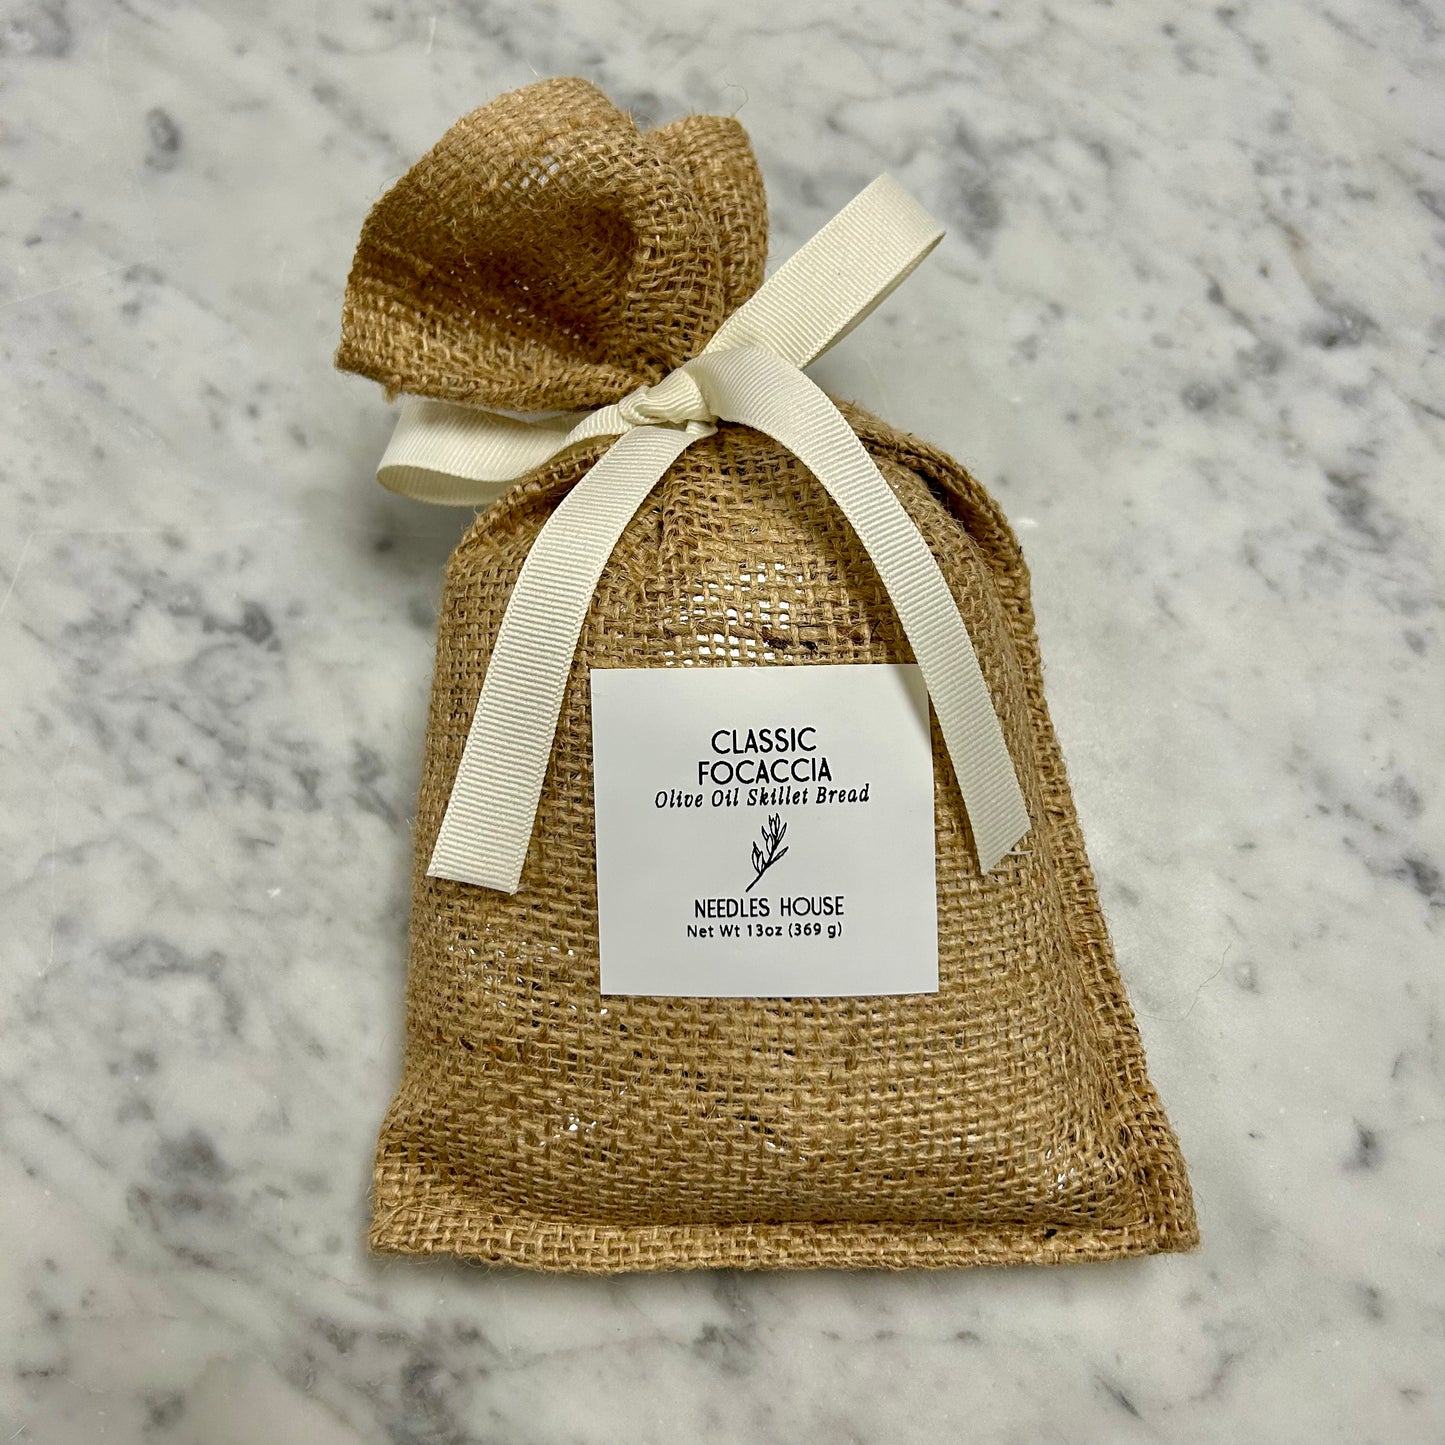 CLASSIC
FOCACCIA
Olive Oil Skillet Bread
NEEDLES HOUSE
Net Wt 13oz (369 g)